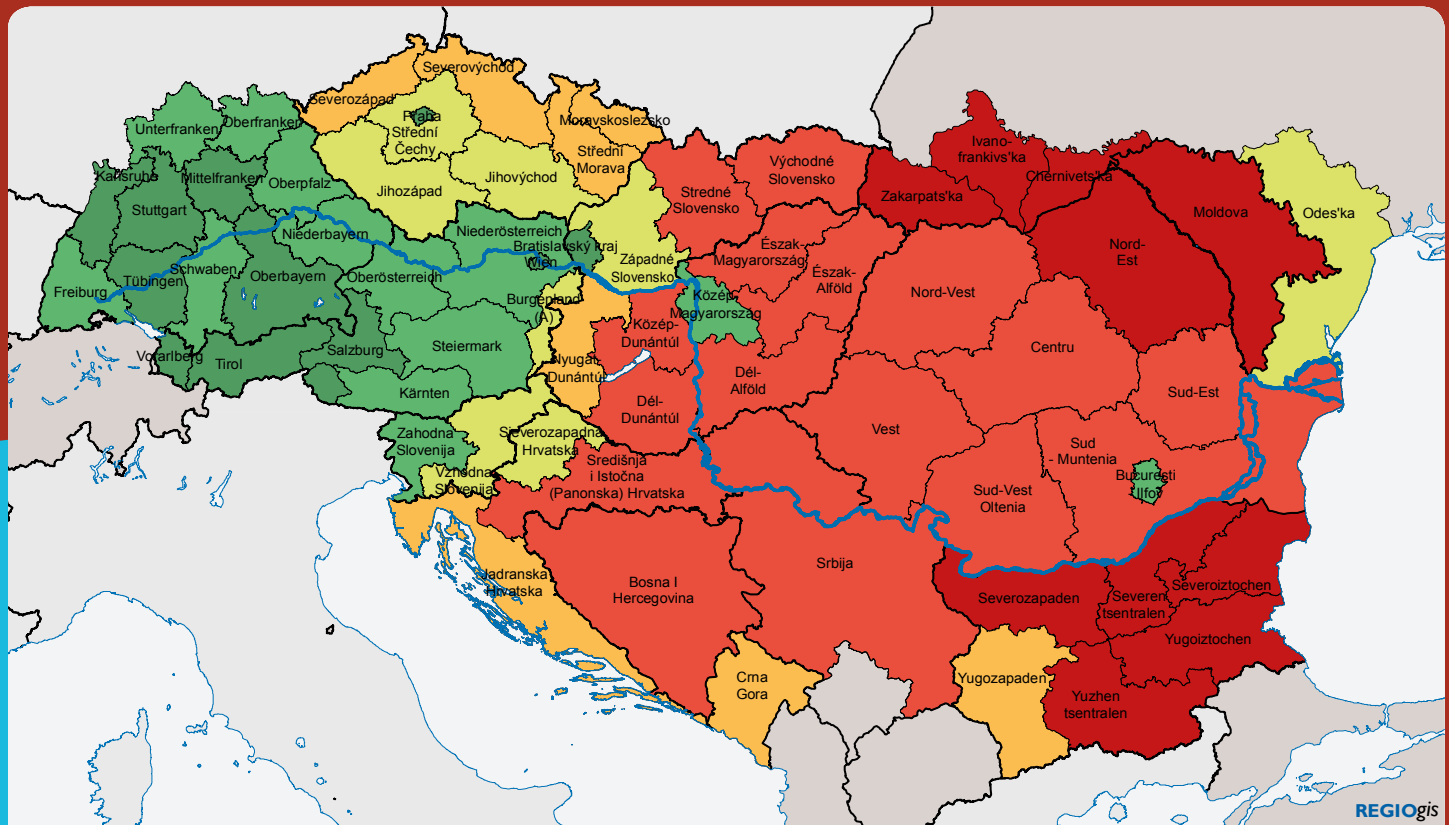 Severovýchod
Severozápad
Praha
Střední
Čechy
Moravskoslezsko
Střední
Morava
Jihozápad
Jihovýchod
Unterfranken
Oberfranken
Karlsruhe
Mittelfranken
Oberpfalz
Stuttgart
Niederbayern
Tübingen
Schwaben
Oberbayern
Freiburg
Vorarlberg
Tirol
Salzburg
Oberösterreich
Niederösterreich
Wien
Bratislavský kraj
Burgenland
(A)
Steiermark
Kärnten
Západné
Slovensko
Stredné
Slovensko
Východné
Slovensko
Észak-
Magyarország
Észak-
Alföld
Közép-
Magyarország
Közép-
Dunántúl
Nyugat-
Dunántúl
Dél-
Dunántúl
Dél-
Alföld
Zahodna
Slovenija
Vzhodna
Slovenija
Sjeverozapadna
Hrvatska
Središnja
i Istočna
(Panonska) Hrvatska
Jadranska
Hrvatska
Bosna I
Hercegovina
Crna
Gora
Srbija
Zakarpats'ka
Ivano-
frankivs'ka
Chernivets'ka
Moldova
Odes'ka
Nord-
Est
Nord-Vest
Centru
Vest
Sud-Est
Sud
- Muntenia
Bucuresti
Ilfov
Sud-Vest
Oltenia
Severozapaden
Severen
tsentralen
Severoiztochen
Yugoiztochen
Yugozapaden
Yuzhen
tsentralen
REGIOgis